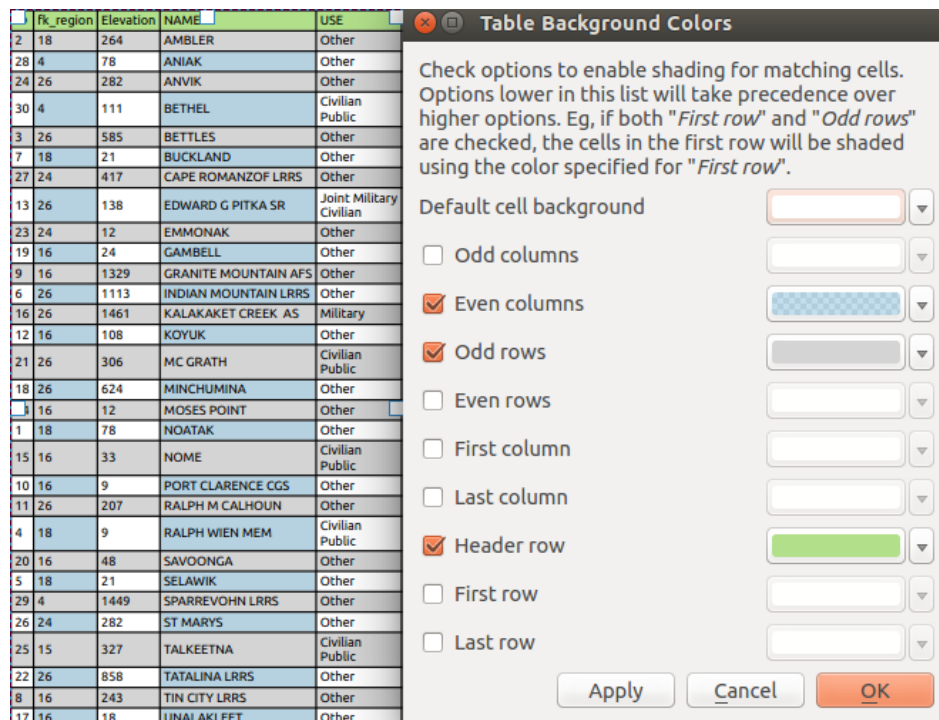 fk_region Elevation NAME USE
2 18 264 AMBLER Other
28 4 78 ANIAK Other
24 26 282 ANVIK Other
30 4 111 BETHEL Civilian Public
3 26 585 BETTLES Other
7 18 21 BUCKLAND Other
27 24 417 CAPE ROMANZOF LRRS Other
13 26 138 EDWARD G PITKA SR Joint Military Civilian
23 24 12 EMMONAK Other
19 16 24 GAMBELL Other
9 16 1329 GRANITE MOUNTAIN AFS Other
6 26 1113 INDIAN MOUNTAIN LRRS Other
16 26 1461 KALAKAKET CREEK AS Military
12 16 108 KOYUK Other
21 26 306 MC GRATH Civilian Public
18 26 624 MINCHUMINA Other
16 12 MOSES POINT Other
1 18 78 NOATAK Other
15 16 33 NOME Civilian Public
10 16 9 PORT CLARENCE CGS Other
11 26 207 RALPH M CALHOUN Other
4 18 9 RALPH WIEN MEM Civilian Public
20 16 48 SAVOONGA Other
5 18 21 SELAWIK Other
29 4 1449 SPARREVOHN LRRS Other
26 24 282 ST MARYS Other
25 15 327 TALKEETNA Civilian Public
22 26 858 TATALINA LRRS Other
8 16 243 TIN CITY LRRS Other
17 16 18 UNALAKLEET Other
Table Background Colors
Check options to enable shading for matching cells.
Options lower in this list will take precedence over
higher options. Eg, if both "First row" and "Odd rows"
are checked, the cells in the first row will be shaded
using the color specified for "First row".
Default cell background
Odd columns
Even columns
Odd rows
Even rows
First column
Last column
Header row
First row
Last row
Apply Cancel OK